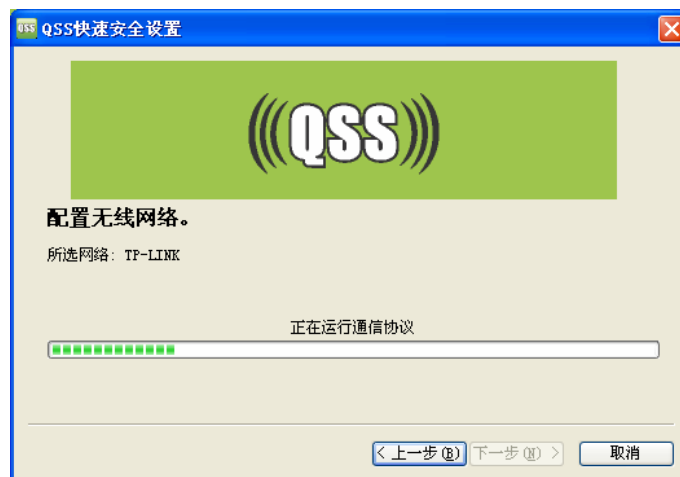 QSS QSS快速安全设置
(((QSS)))
配置无线网络。
所选网络: TP-LINK
正在运行通信协议
< 上一步(B) 下一步(N) > 取消